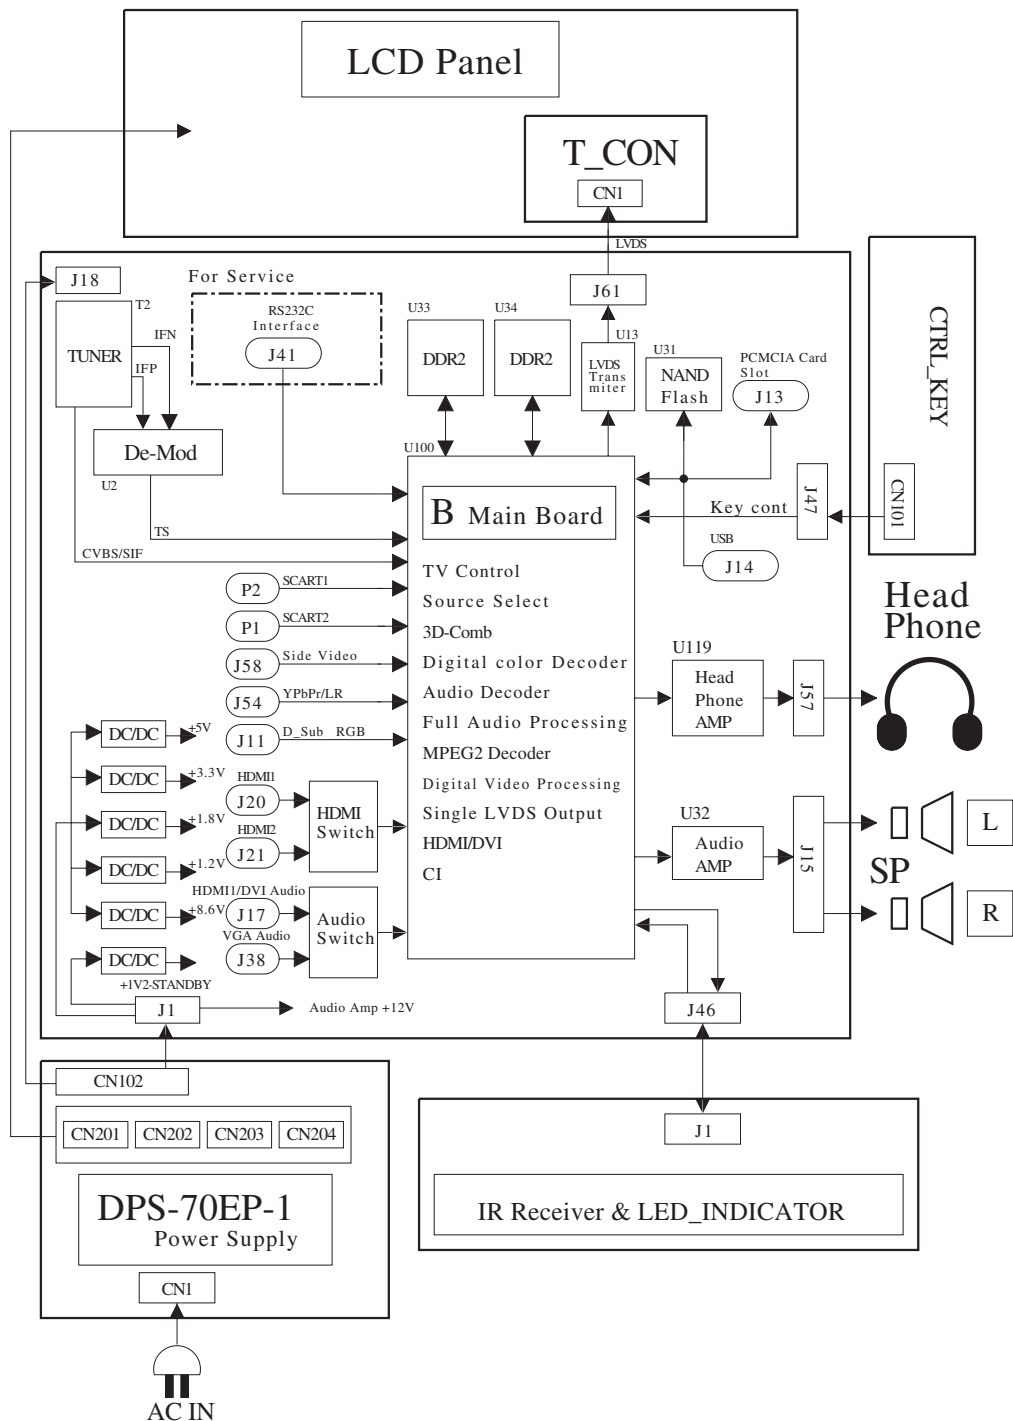 LCD Panel
T_CON
CN1
LVDS
J18
For Service
RS232C
Interface
J41
T2
TUNER
IFN
IFP
De-Mod
U2
TS
CVBS/SIF
U33
DDR2
U34
DDR2
J61
U13
LVDS
Trans
miter
U31
NAND
Flash
PCMCIA Card
Slot
J13
CTRL_KEY
CN101
J47
Key cont
USB
J14
U100
B Main Board
TV Control
Source Select
3D-Comb
Digital color Decoder
Audio Decoder
Full Audio Processing
MPEG2 Decoder
Digital Video Processing
Single LVDS Output
HDMI/DVI
CI
P2
SCART1
P1
SCART2
J58
Side Video
J54
YPbPr/LR
J11
D_Sub RGB
HDMI1
J20
HDMI2
J21
HDMI
Switch
HDMI1/DVI Audio
J17
VGA Audio
J38
Audio
Switch
DC/DC
+5V
DC/DC
+3.3V
DC/DC
+1.8V
DC/DC
+1.2V
DC/DC
+8.6V
DC/DC
+1V2-STANDBY
J1
Audio Amp +12V
U119
Head
Phone
AMP
J57
Head
Phone
U32
Audio
AMP
J15
SP
L
R
J46
J1
IR Receiver & LED_INDICATOR
CN102
CN201
CN202
CN203
CN204
DPS-70EP-1
Power Supply
CN1
AC IN